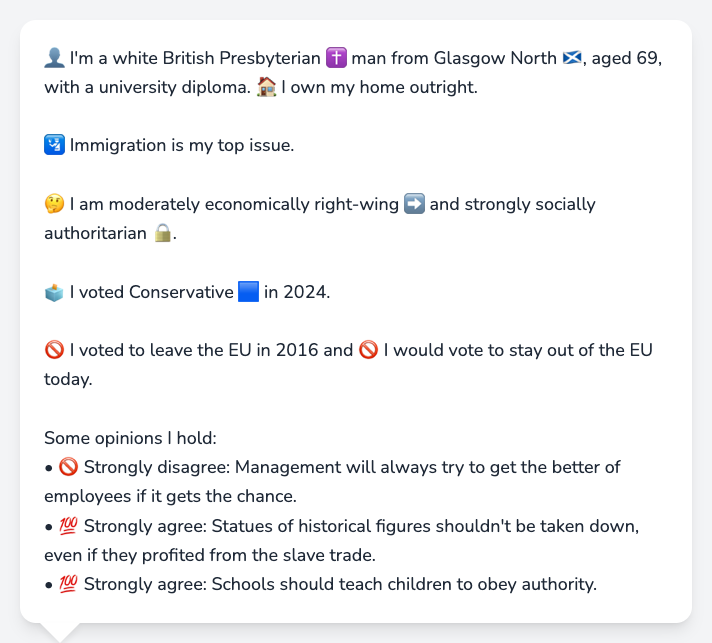 👤 I'm a white British Presbyterian ✝️ man from Glasgow North 🏴󠁧󠁢󠁳󠁣󠁴󠁿, aged 69,
with a university diploma. 🏠 I own my home outright.
🛂 Immigration is my top issue.
🤔 I am moderately economically right-wing ➡️ and strongly socially
authoritarian 🔒.
🗳️ I voted Conservative 🟦 in 2024.
🚫 I voted to leave the EU in 2016 and 🚫 I would vote to stay out of the EU
today.
Some opinions I hold:
• 🚫 Strongly disagree: Management will always try to get the better of
employees if it gets the chance.
• 💯 Strongly agree: Statues of historical figures shouldn't be taken down,
even if they profited from the slave trade.
• 💯 Strongly agree: Schools should teach children to obey authority.